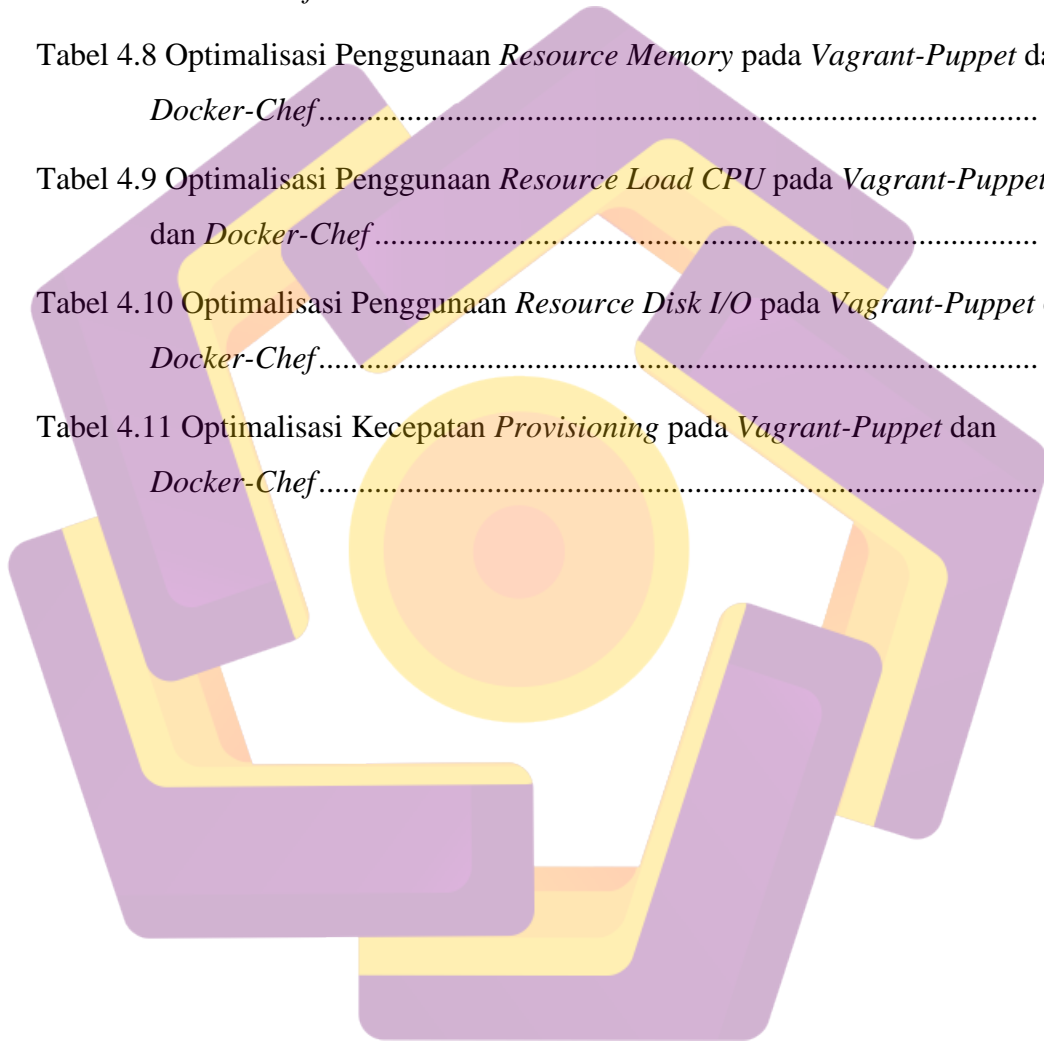 Tabel 4.8 Optimalisasi Penggunaan Resource Memory pada Vagrant-Puppet
Docker-Chef..........................................................................................
Tabel 4.9 Optimalisasi Penggunaan Resource Load CPU pada Vagrant-Puppet
dan Docker-Chef...................................................................................
Tabel 4.10 Optimalisasi Penggunaan Resource Disk I/O pada Vagrant-Puppet
Docker-Chef..........................................................................................
Tabel 4.11 Optimalisasi Kecepatan Provisioning pada Vagrant-Puppet dan
Docker-Chef..........................................................................................